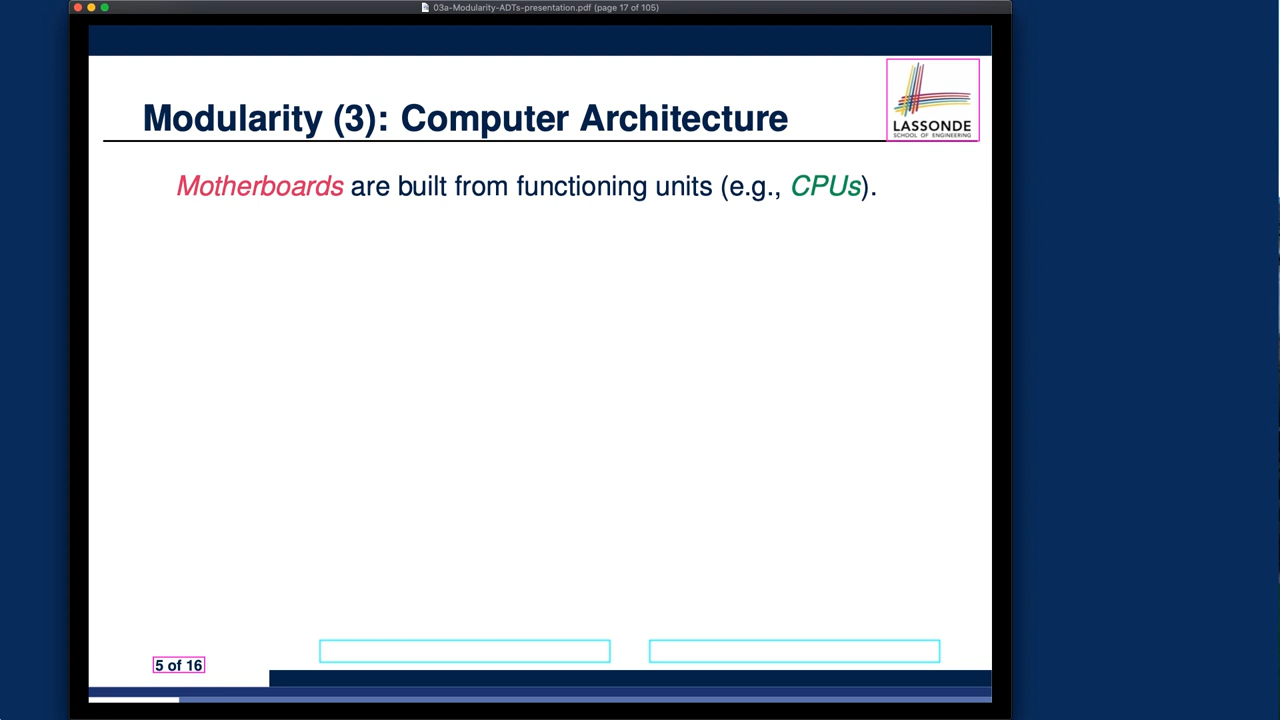 03a-Modularity-ADTs-presentation.pdf (page 17 of 105)
Modularity (3): Computer Architecture
LASSONDE
SCHOOL OF ENGINEERING
Motherboards are built from functioning units (e.g., CPUs).
5 of 16